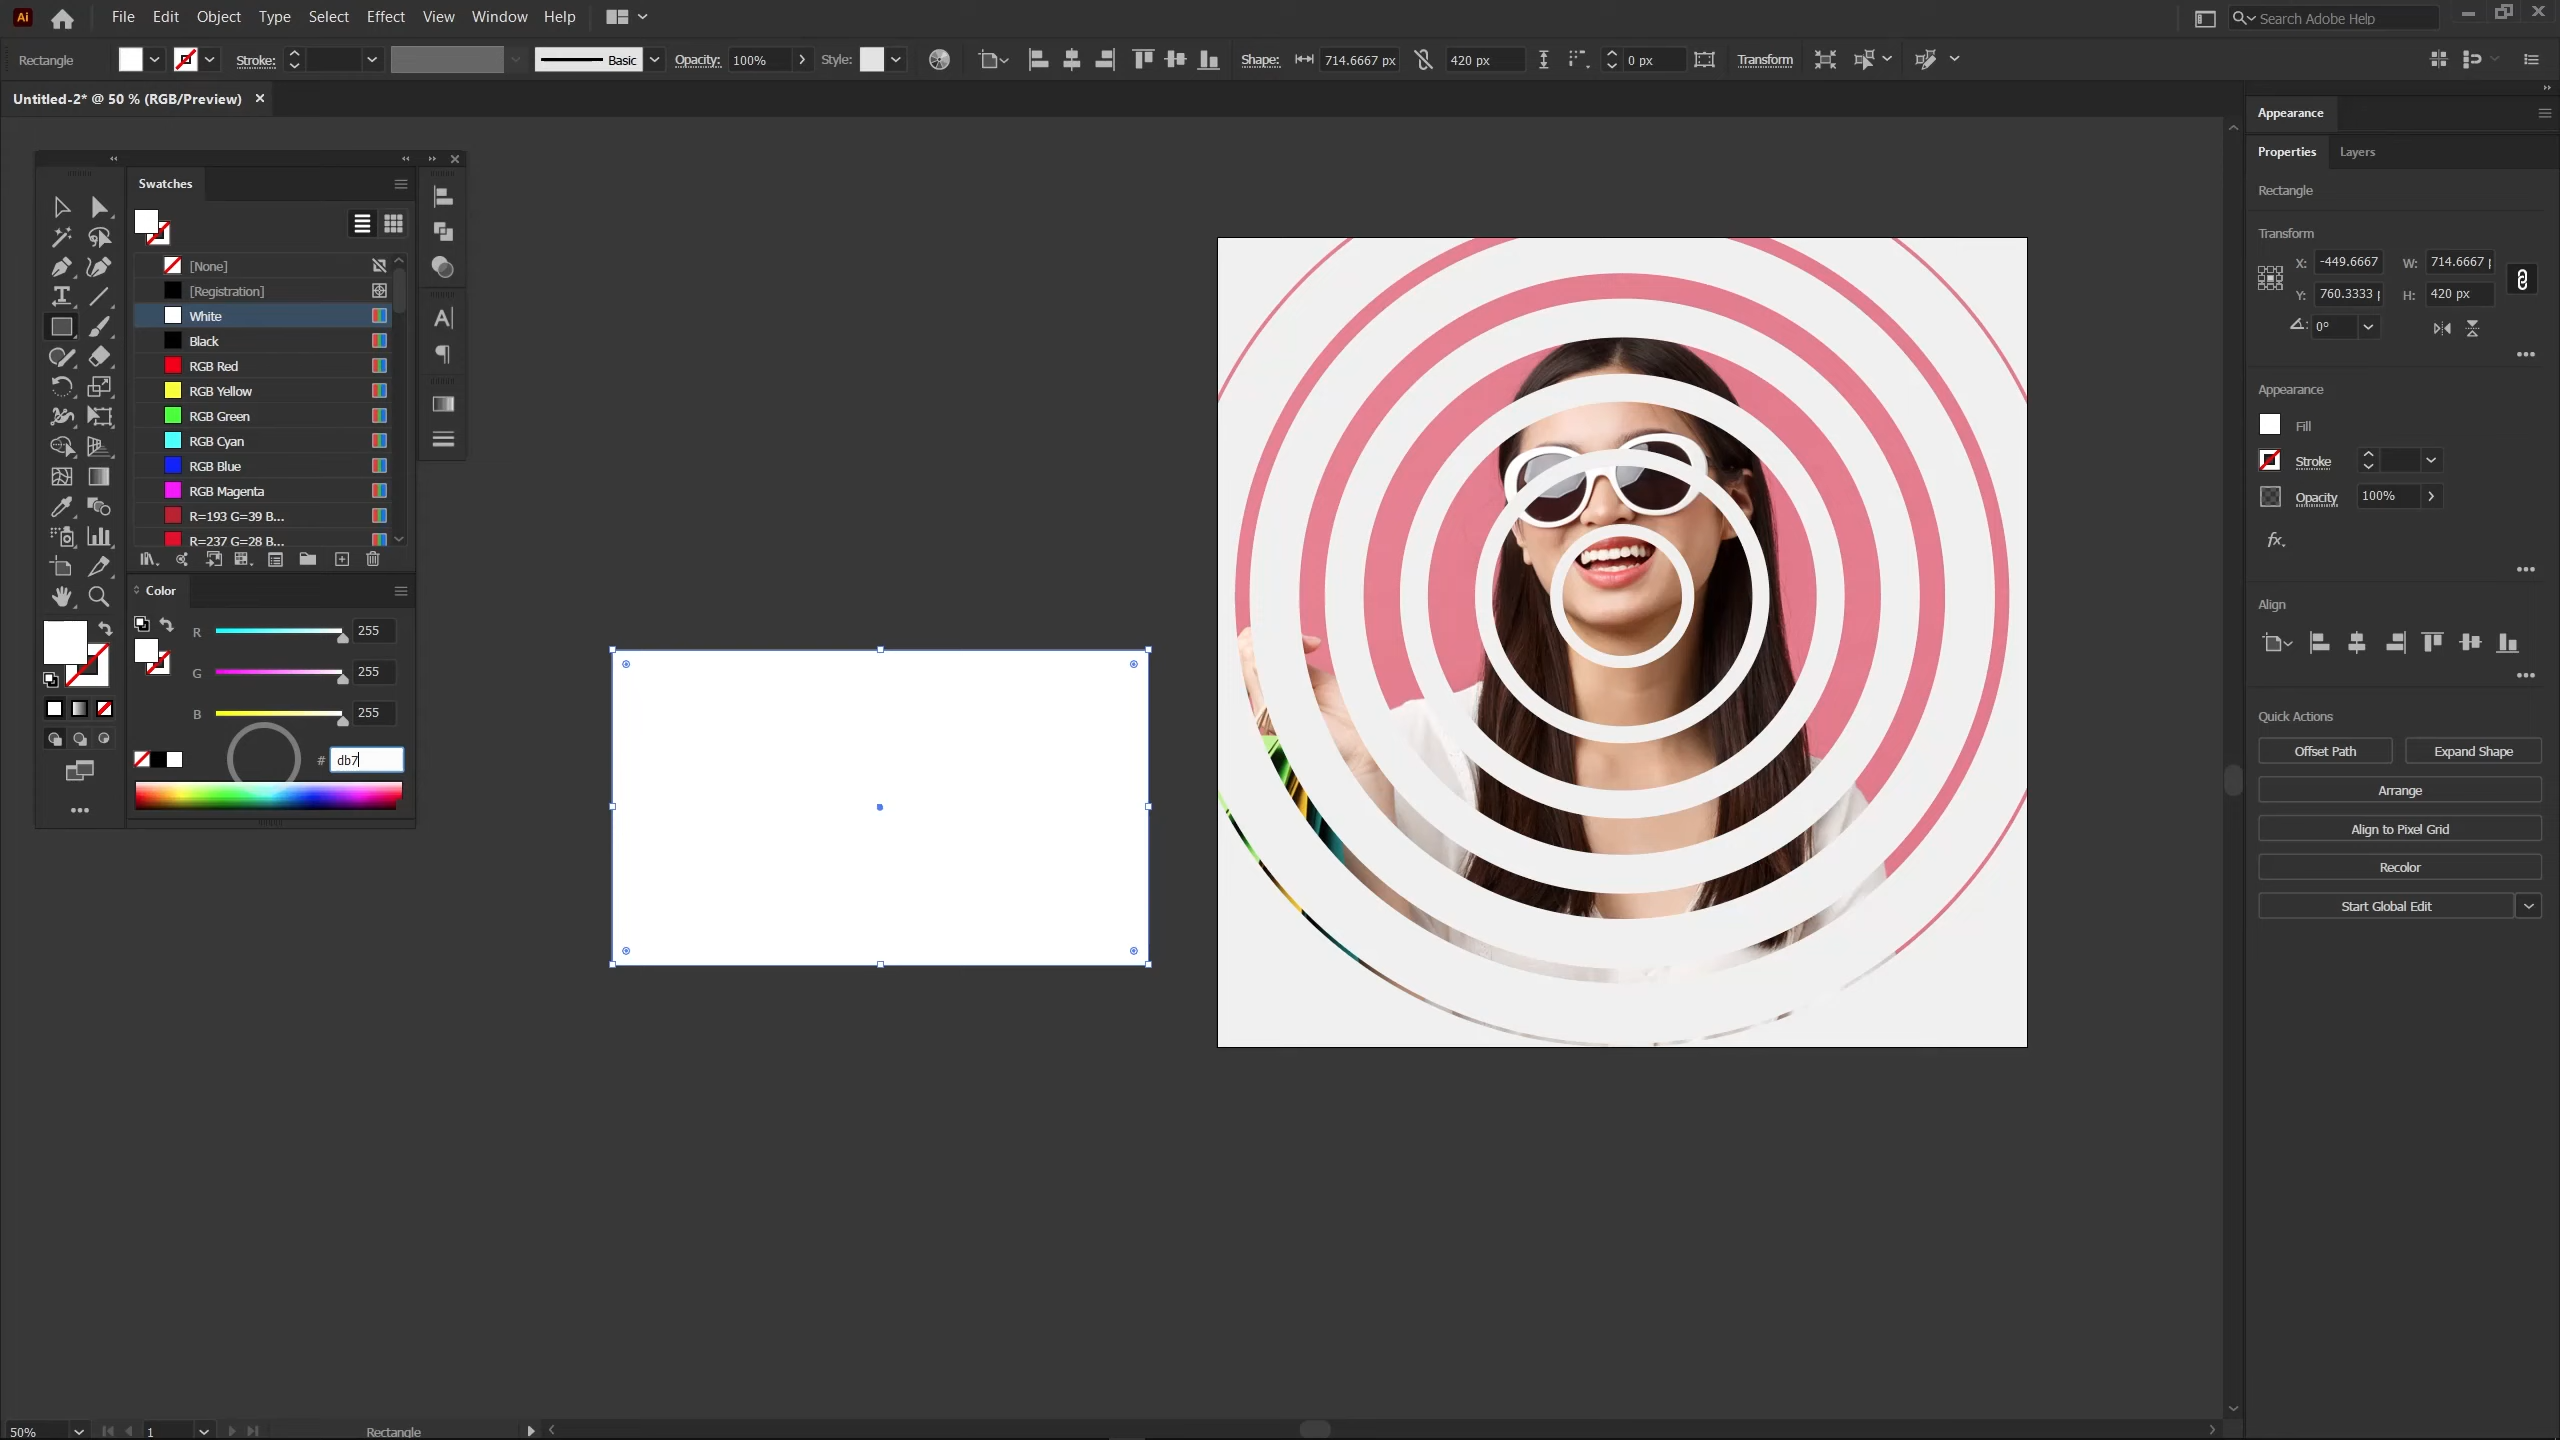 Ai File Edit Object Type Select Effect View Window Help Search Adobe Help
Rectangle Stroke: Basic Opacity: 100% Style: Shape: 714.6667 px 420 px 0 px Transform
Untitled-2* @ 50 % (RGB/Preview)
Swatches
[None]
[Registration]
White
Black
RGB Red
RGB Yellow
RGB Green
RGB Cyan
RGB Blue
RGB Magenta
R=193 G=39 B...
R=237 G=28 B...
Color
R 255
G 255
B 255
# db7
Appearance
Properties Layers
Rectangle
Transform
X: -449.6667 W: 714.6667
Y: 760.3333 H: 420 px
0°
Appearance
Fill
Stroke
Opacity 100%
fx
Align
Quick Actions
Offset Path Expand Shape
Arrange
Align to Pixel Grid
Recolor
Start Global Edit
50% 1 Rectangle